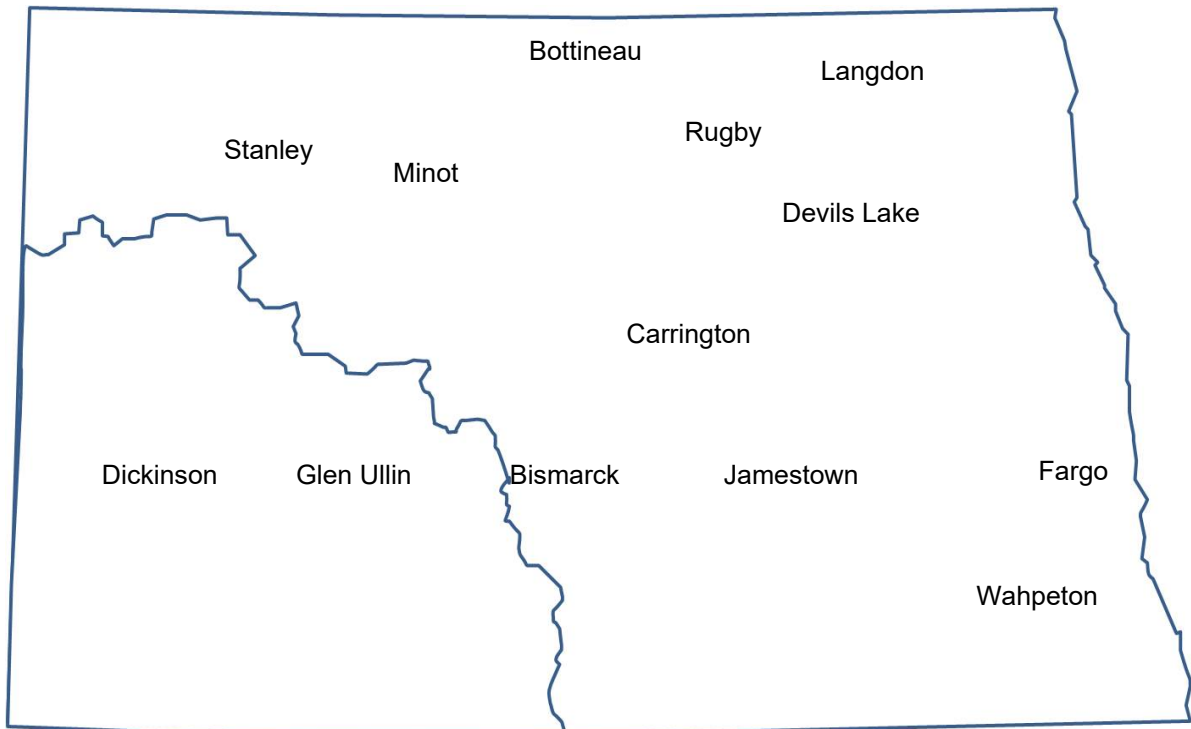 Bottineau
Langdon
Rugby
Stanley
Minot
Devils Lake
Carrington
Dickinson
Glen Ullin
Bismarck
Jamestown
Fargo
Wahpeton